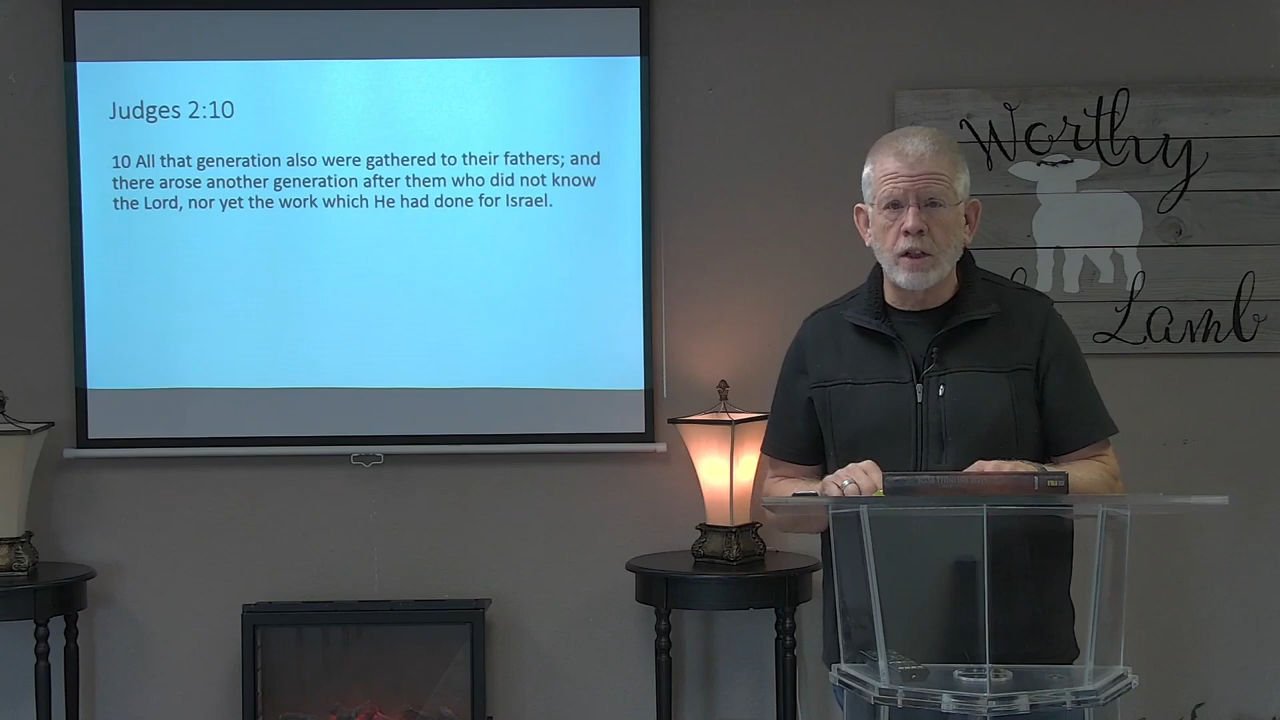 Judges 2:10
10 All that generation also were gathered to their fathers; and
there arose another generation after them who did not know
the Lord, nor yet the work which He had done for Israel.
Worthy
Lamb